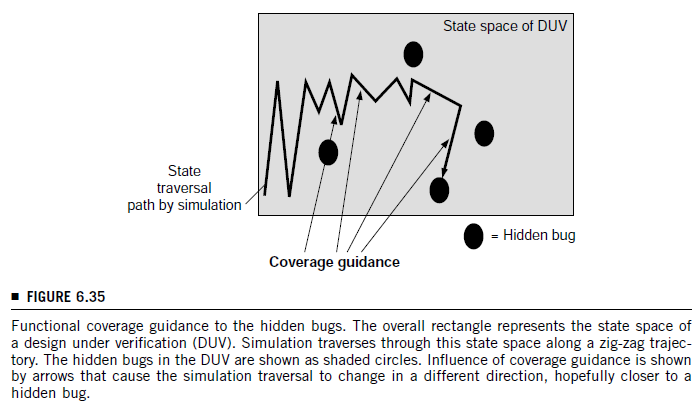 State space of DUV
State
traversal
path by simulation
= Hidden bug
Coverage guidance
■ FIGURE 6.35
Functional coverage guidance to the hidden bugs. The overall rectangle represents the state space of
a design under verification (DUV). Simulation traverses through this state space along a zig-zag trajec-
tory. The hidden bugs in the DUV are shown as shaded circles. Influence of coverage guidance is shown
by arrows that cause the simulation traversal to change in a different direction, hopefully closer to a
hidden bug.